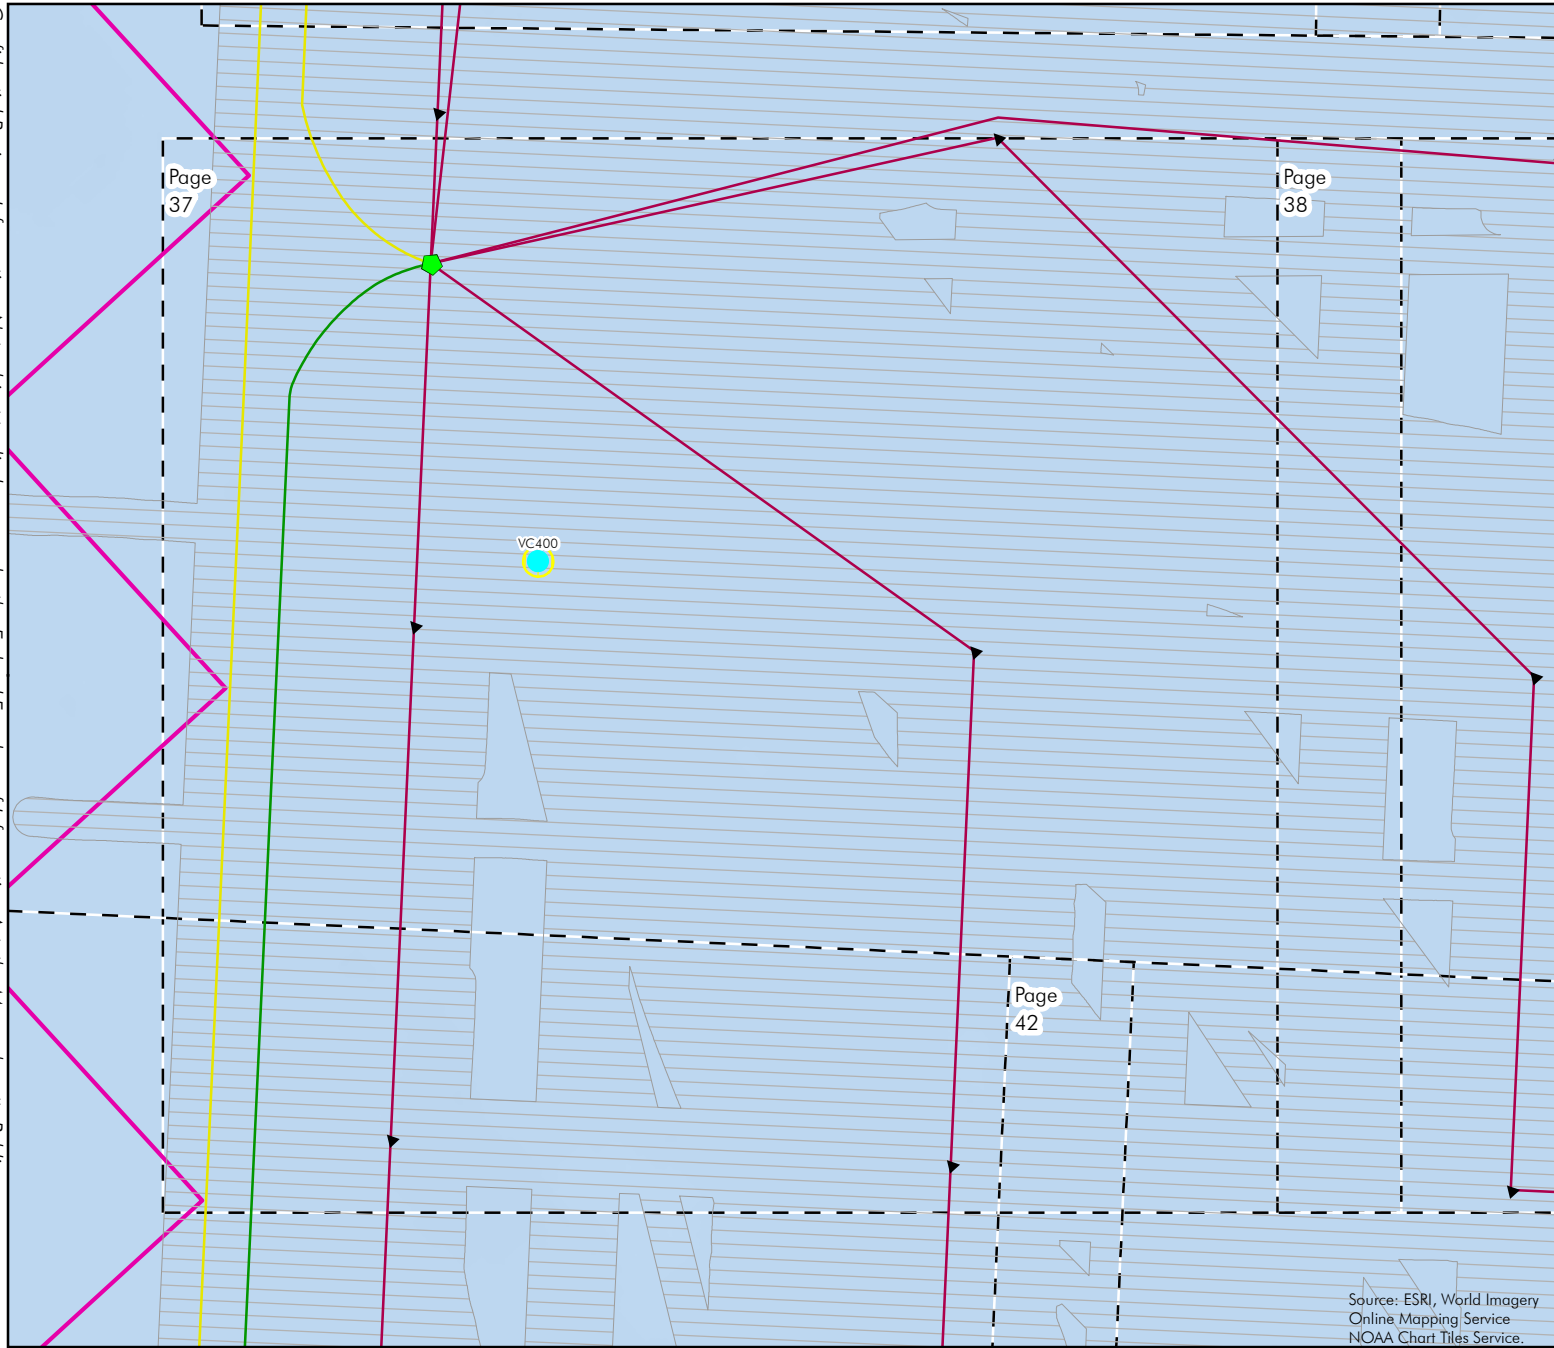 Page
37
Page
38
VC400
Page
42
Source: ESRI, World Imagery
Online Mapping Service
NOAA Chart Tiles Service.